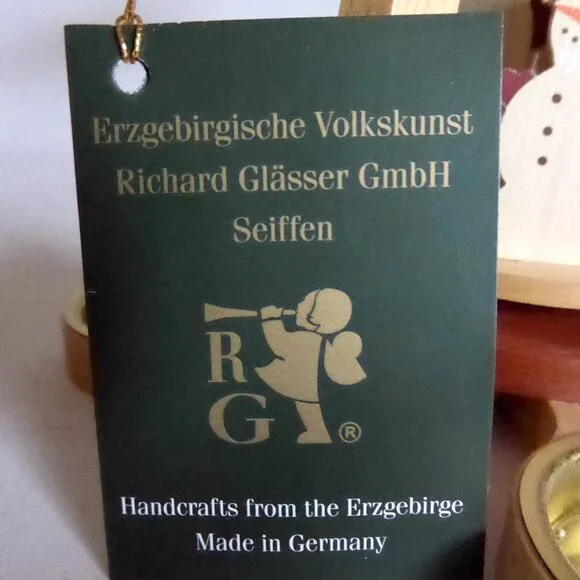 Erzgebirgische Volkskunst
Richard Glässer GmbH
Seiffen
R
G ®
Handcrafts from the Erzgebirge
Made in Germany